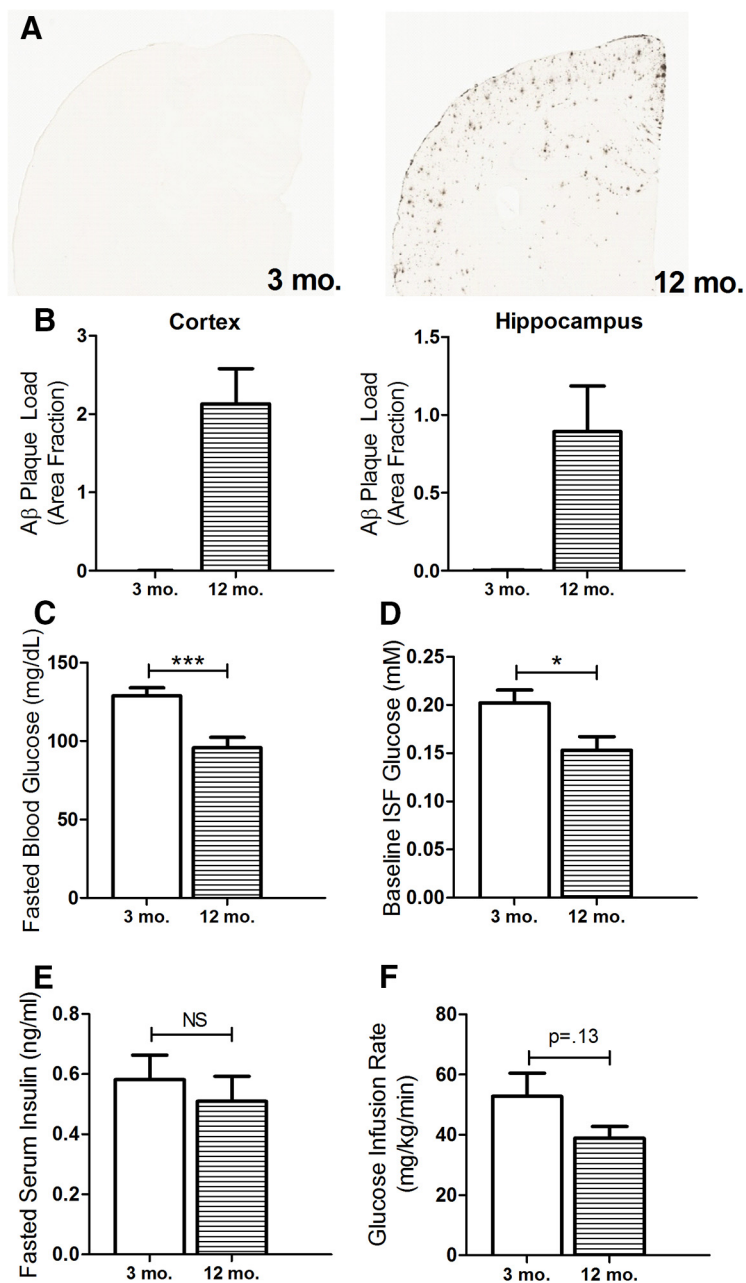 A
3 mo.
12 mo.
B
Cortex
Aβ Plaque Load
(Area Fraction)
3
2
1
0
3 mo.
12 mo.
Hippocampus
Aβ Plaque Load
(Area Fraction)
1.5
1.0
0.5
0.0
3 mo.
12 mo.
C
Fasted Blood Glucose (mg/dL)
150
100
50
0
***
3 mo.
12 mo.
D
Baseline ISF Glucose (mM)
0.25
0.20
0.15
0.10
0.05
0.00
*
3 mo.
12 mo.
E
Fasted Serum Insulin (ng/ml)
0.8
0.6
0.4
0.2
0.0
NS
3 mo.
12 mo.
F
Glucose Infusion Rate
(mg/kg/min)
80
60
40
20
0
p=.13
3 mo.
12 mo.